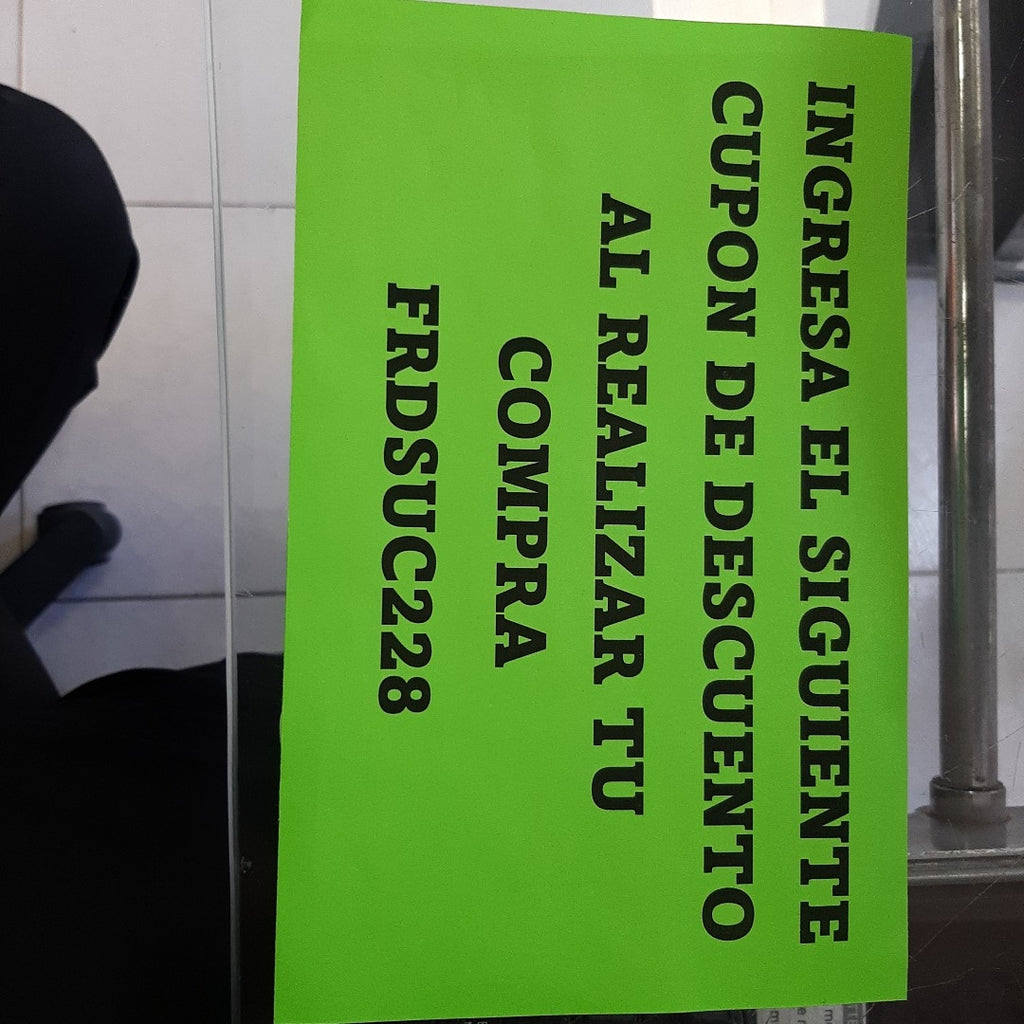 INGRESA EL SIGUIENTE
CUPON DE DESCUENTO
AL REALIZAR TU
COMPRA
FRDSUC228